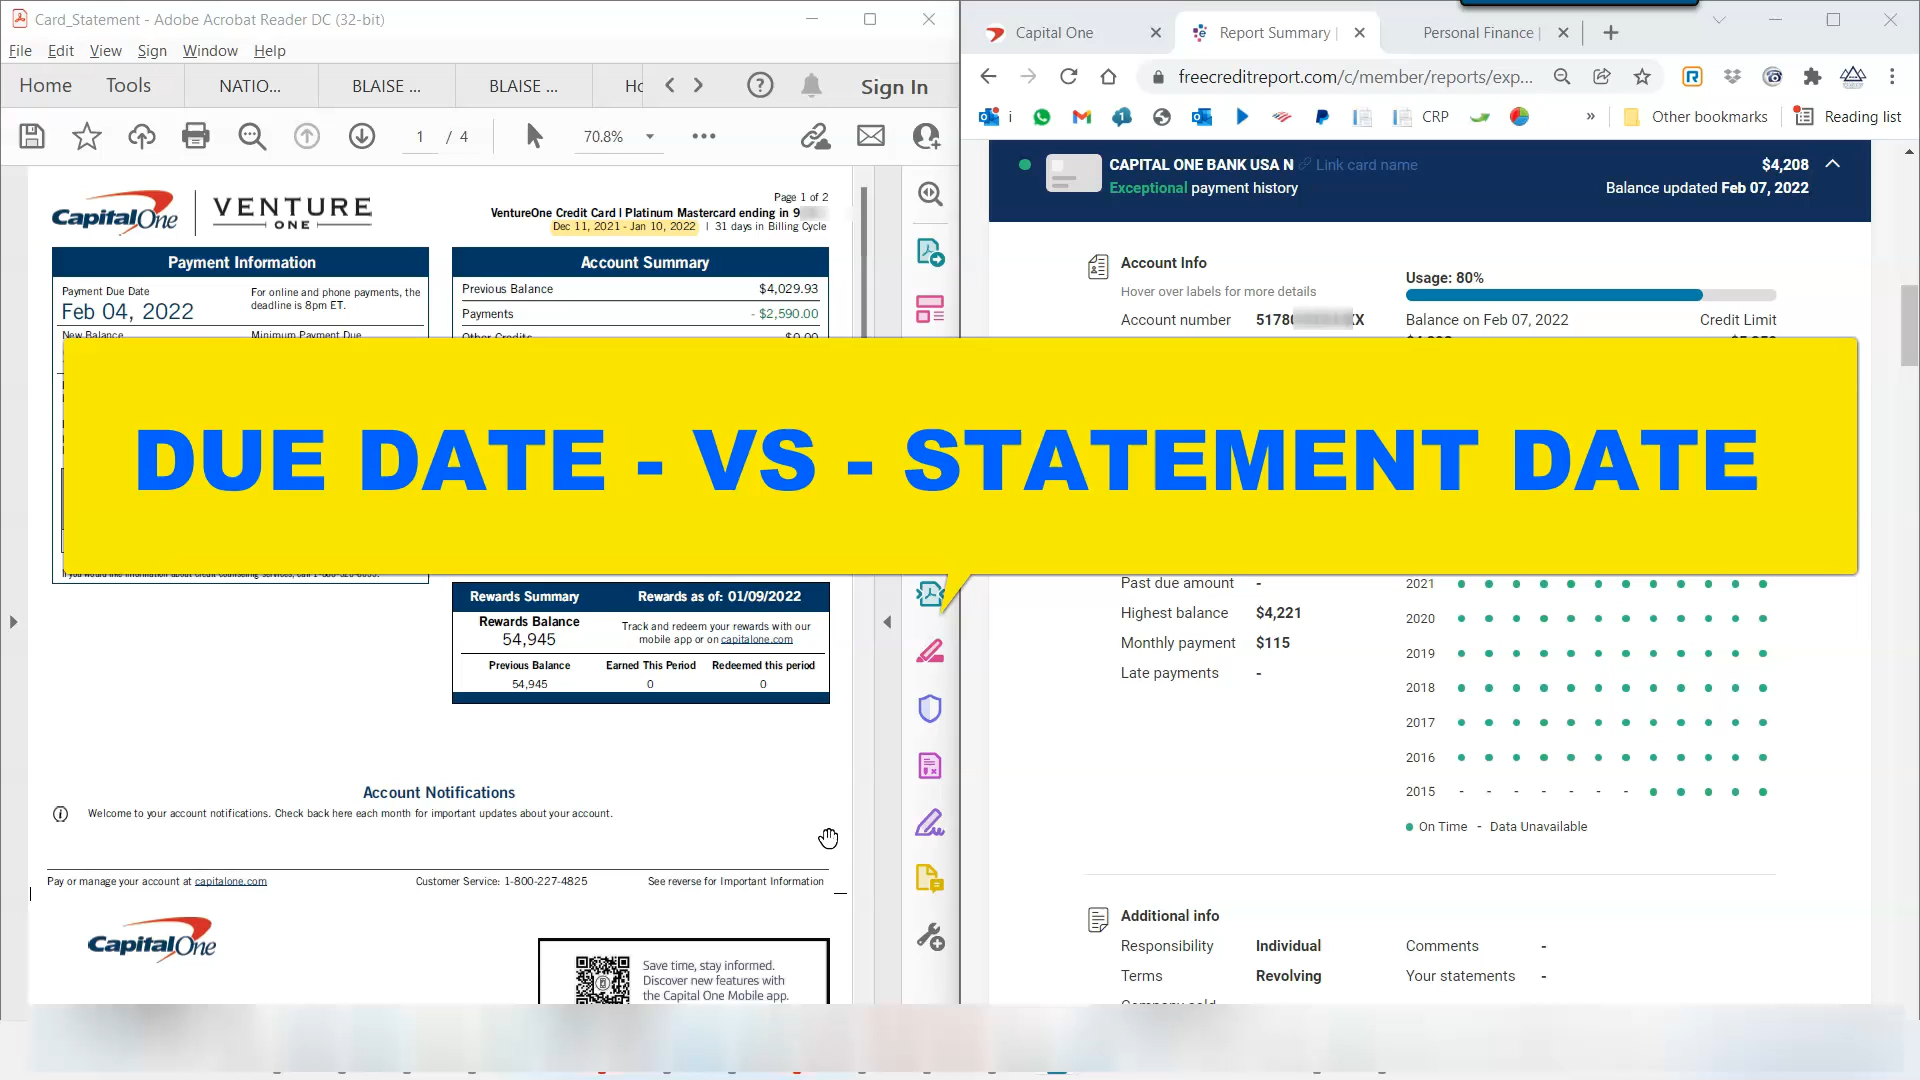 Card_Statement - Adobe Acrobat Reader DC (32-bit)
File Edit View Sign Window Help
Home Tools NATIO... BLAISE ... BLAISE ... Hc Sign In
1 / 4 70.8%
Page 1 of 2
Capital One VENTURE ONE
VentureOne Credit Card | Platinum Mastercard ending in 9
Dec 11, 2021 - Jan 10, 2022 | 31 days in Billing Cycle
Payment Information
Payment Due Date
Feb 04, 2022
For online and phone payments, the
deadline is 8pm ET.
New Balance Minimum Payment Due
Account Summary
Previous Balance $4,029.93
Payments - $2,590.00
Other Credits $0.00
DUE DATE - VS - STATEMENT DATE
Rewards Summary Rewards as of: 01/09/2022
Rewards Balance
54,945
Track and redeem your rewards with our
mobile app or on capitalone.com
Previous Balance Earned This Period Redeemed this period
54,945 0 0
Account Notifications
Welcome to your account notifications. Check back here each month for important updates about your account.
Pay or manage your account at capitalone.com Customer Service: 1-800-227-4825 See reverse for Important Information
Capital One
Save time, stay informed.
Discover new features with
the Capital One Mobile app.
Capital One Report Summary | Personal Finance |
freecreditreport.com/c/member/reports/exp...
CRP » Other bookmarks Reading list
CAPITAL ONE BANK USA N Link card name $4,208
Exceptional payment history Balance updated Feb 07, 2022
Account Info
Hover over labels for more details
Account number 5178 X
Usage: 80%
Balance on Feb 07, 2022 Credit Limit
Past due amount -
Highest balance $4,221
Monthly payment $115
Late payments -
2021
2020
2019
2018
2017
2016
2015 - - - - - - -
On Time - Data Unavailable
Additional info
Responsibility Individual Comments -
Terms Revolving Your statements -